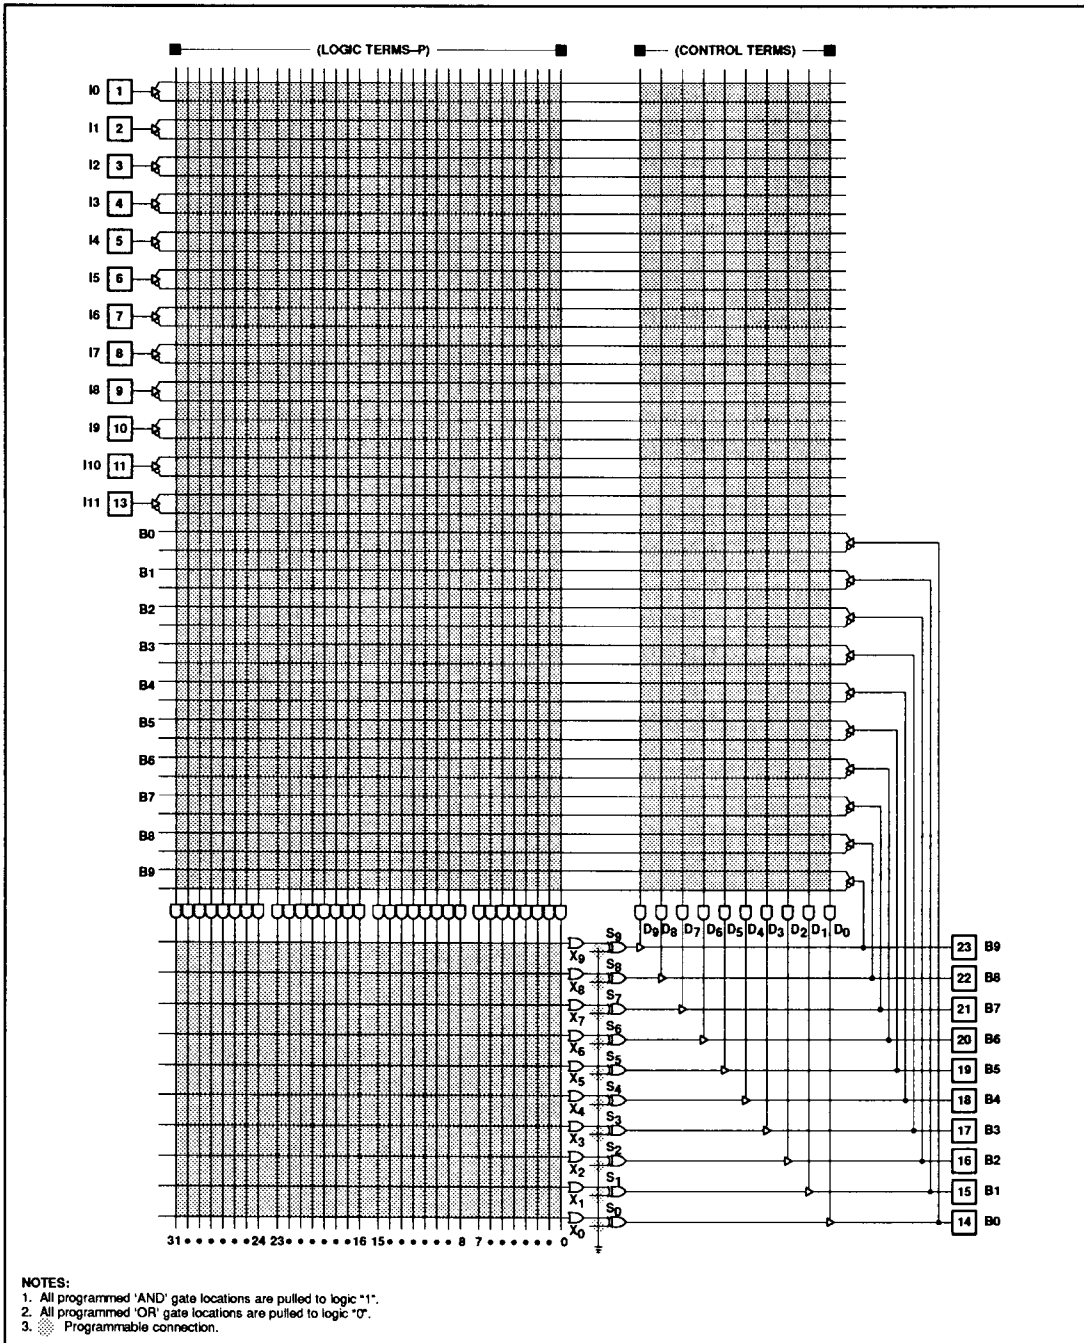 (LOGIC TERMS–P) (CONTROL TERMS)
I0 1
I1 2
I2 3
I3 4
I4 5
I5 6
I6 7
I7 8
I8 9
I9 10
I10 11
I11 13
B0
B1
B2
B3
B4
B5
B6
B7
B8
B9
D9 D8 D7 D6 D5 D4 D3 D2 D1 D0
X9 S9 23 B9
X8 S8 22 B8
X7 S7 21 B7
X6 S6 20 B6
X5 S5 19 B5
X4 S4 18 B4
X3 S3 17 B3
X2 S2 16 B2
X1 S1 15 B1
X0 S0 14 B0
31 24 23 16 15 8 7 0
NOTES:
1. All programmed 'AND' gate locations are pulled to logic "1".
2. All programmed 'OR' gate locations are pulled to logic "0".
3. Programmable connection.